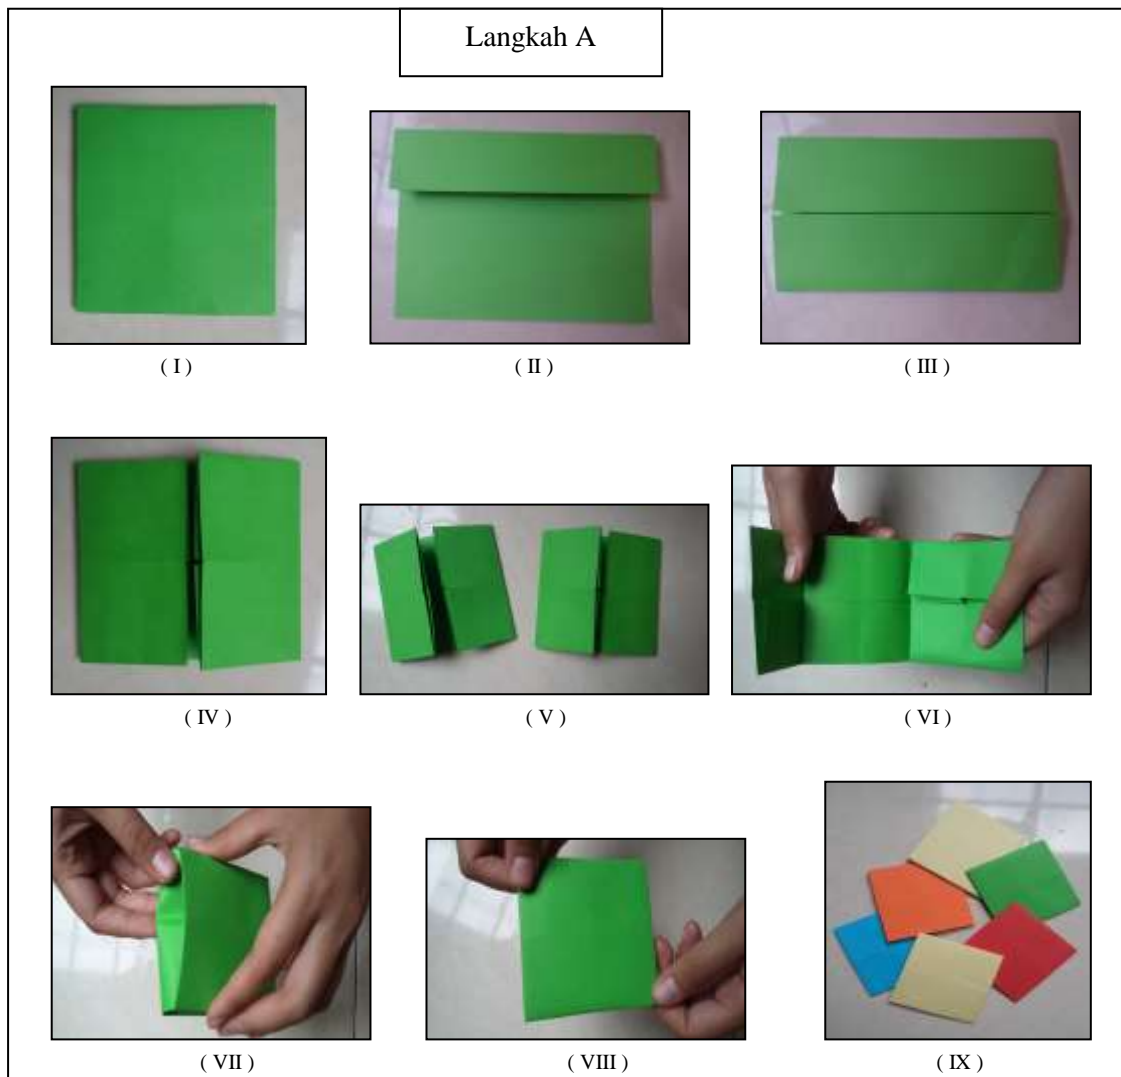 Langkah A
( I )
( II )
( III )
( IV )
( V )
( VI )
( VII )
( VIII )
( IX )